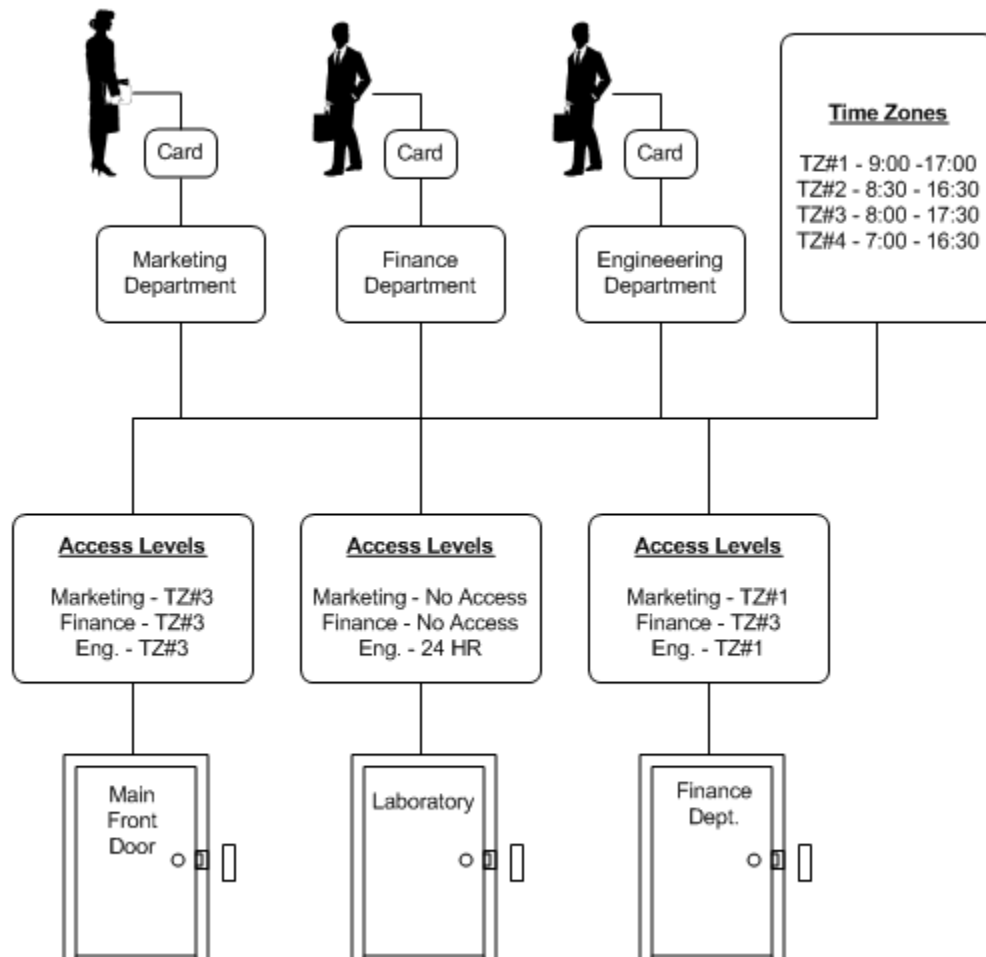 Card
Card
Card
Marketing
Department
Finance
Department
Engineeering
Department
Time Zones
TZ#1 - 9:00 -17:00
TZ#2 - 8:30 - 16:30
TZ#3 - 8:00 - 17:30
TZ#4 - 7:00 - 16:30
Access Levels
Marketing - TZ#3
Finance - TZ#3
Eng. - TZ#3
Access Levels
Marketing - No Access
Finance - No Access
Eng. - 24 HR
Access Levels
Marketing - TZ#1
Finance - TZ#3
Eng. - TZ#1
Main
Front
Door
Laboratory
Finance
Dept.